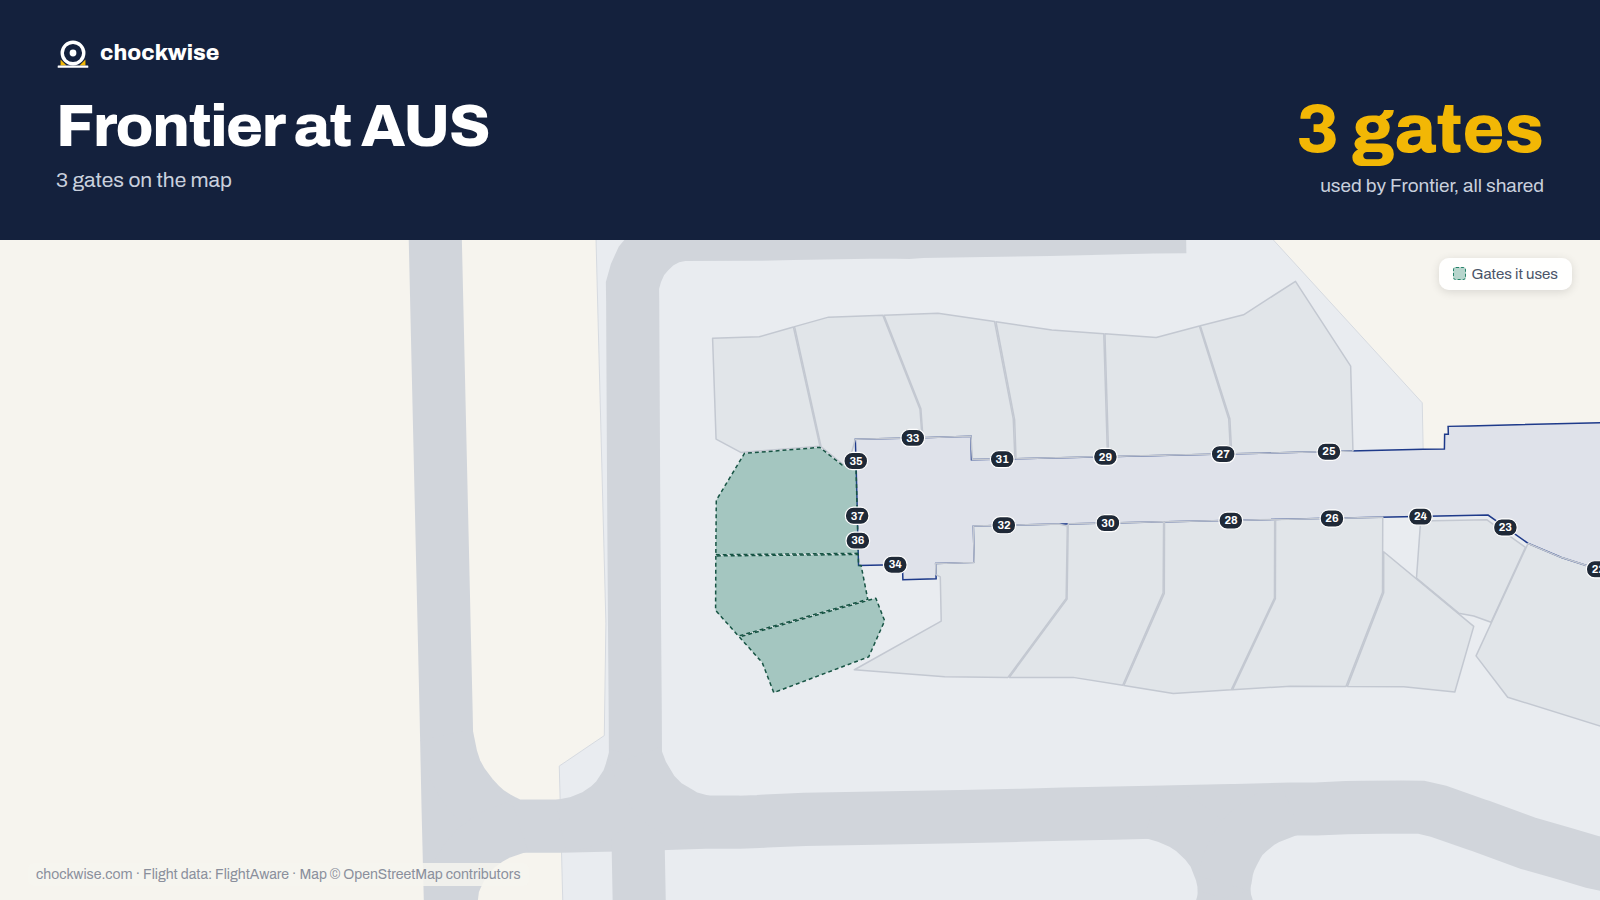 chockwise
Frontier at AUS
3 gates on the map
3 gates
used by Frontier, all shared
Gates it uses
33
35
31
29
27
25
37
36
34
32
30
28
26
24
23
chockwise.com · Flight data: FlightAware · Map © OpenStreetMap contributors